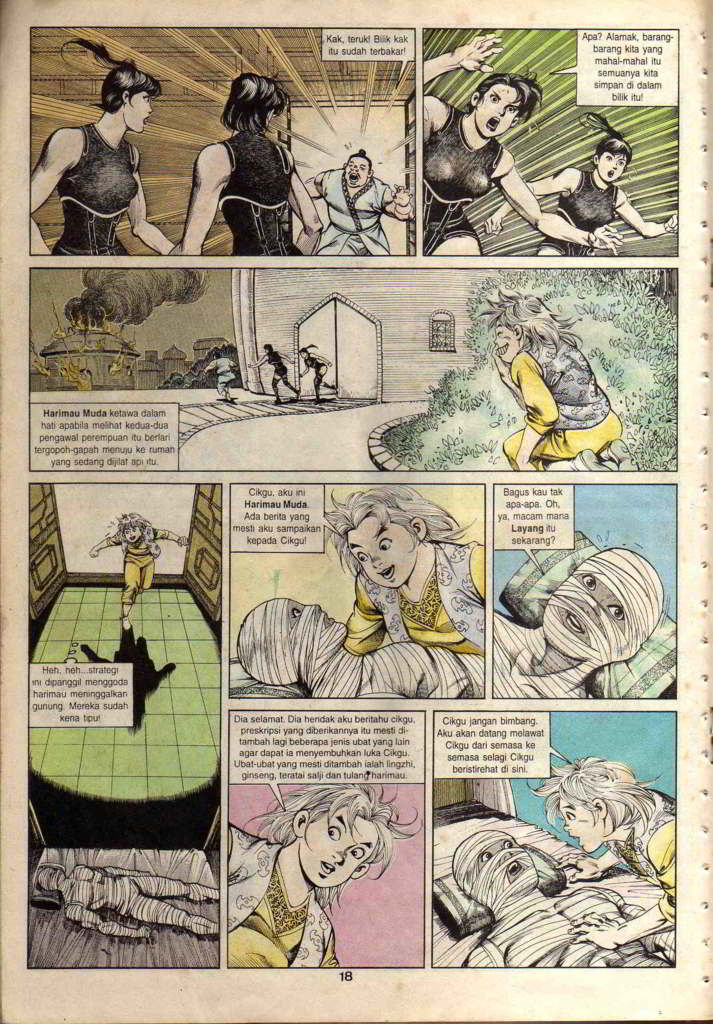 Kak, teruk! Bilik kak
itu sudah terbakar!
Apa? Alamak, barang-
barang kita yang
mahal-mahal itu
semuanya kita
simpan di dalam
bilik itu!
Harimau Muda ketawa dalam
hati apabila melihat kedua-dua
pengawal perempuan itu berlari
tergopoh-gapah menuju ke rumah
yang sedang dijilat api itu.
Heh, heh...strategi
ini dipanggil menggoda
harimau meninggalkan
gunung. Mereka sudah
kena tipu!
Cikgu, aku ini
Harimau Muda.
Ada berita yang
mesti aku sampaikan
kepada Cikgu!
Bagus kau tak
apa-apa. Oh,
ya, macam mana
Layang itu
sekarang?
Dia selamat. Dia hendak aku beritahu cikgu,
preskripsi yang diberikannya itu mesti di-
tambah lagi beberapa jenis ubat yang lain
agar dapat ia menyembuhkan luka Cikgu.
Ubat-ubat yang mesti ditambah ialah lingzhi,
ginseng, teratai salji dan tulang harimau.
Cikgu jangan bimbang.
Aku akan datang melawat
Cikgu dari semasa ke
semasa selagi Cikgu
beristirehat di sini.
18